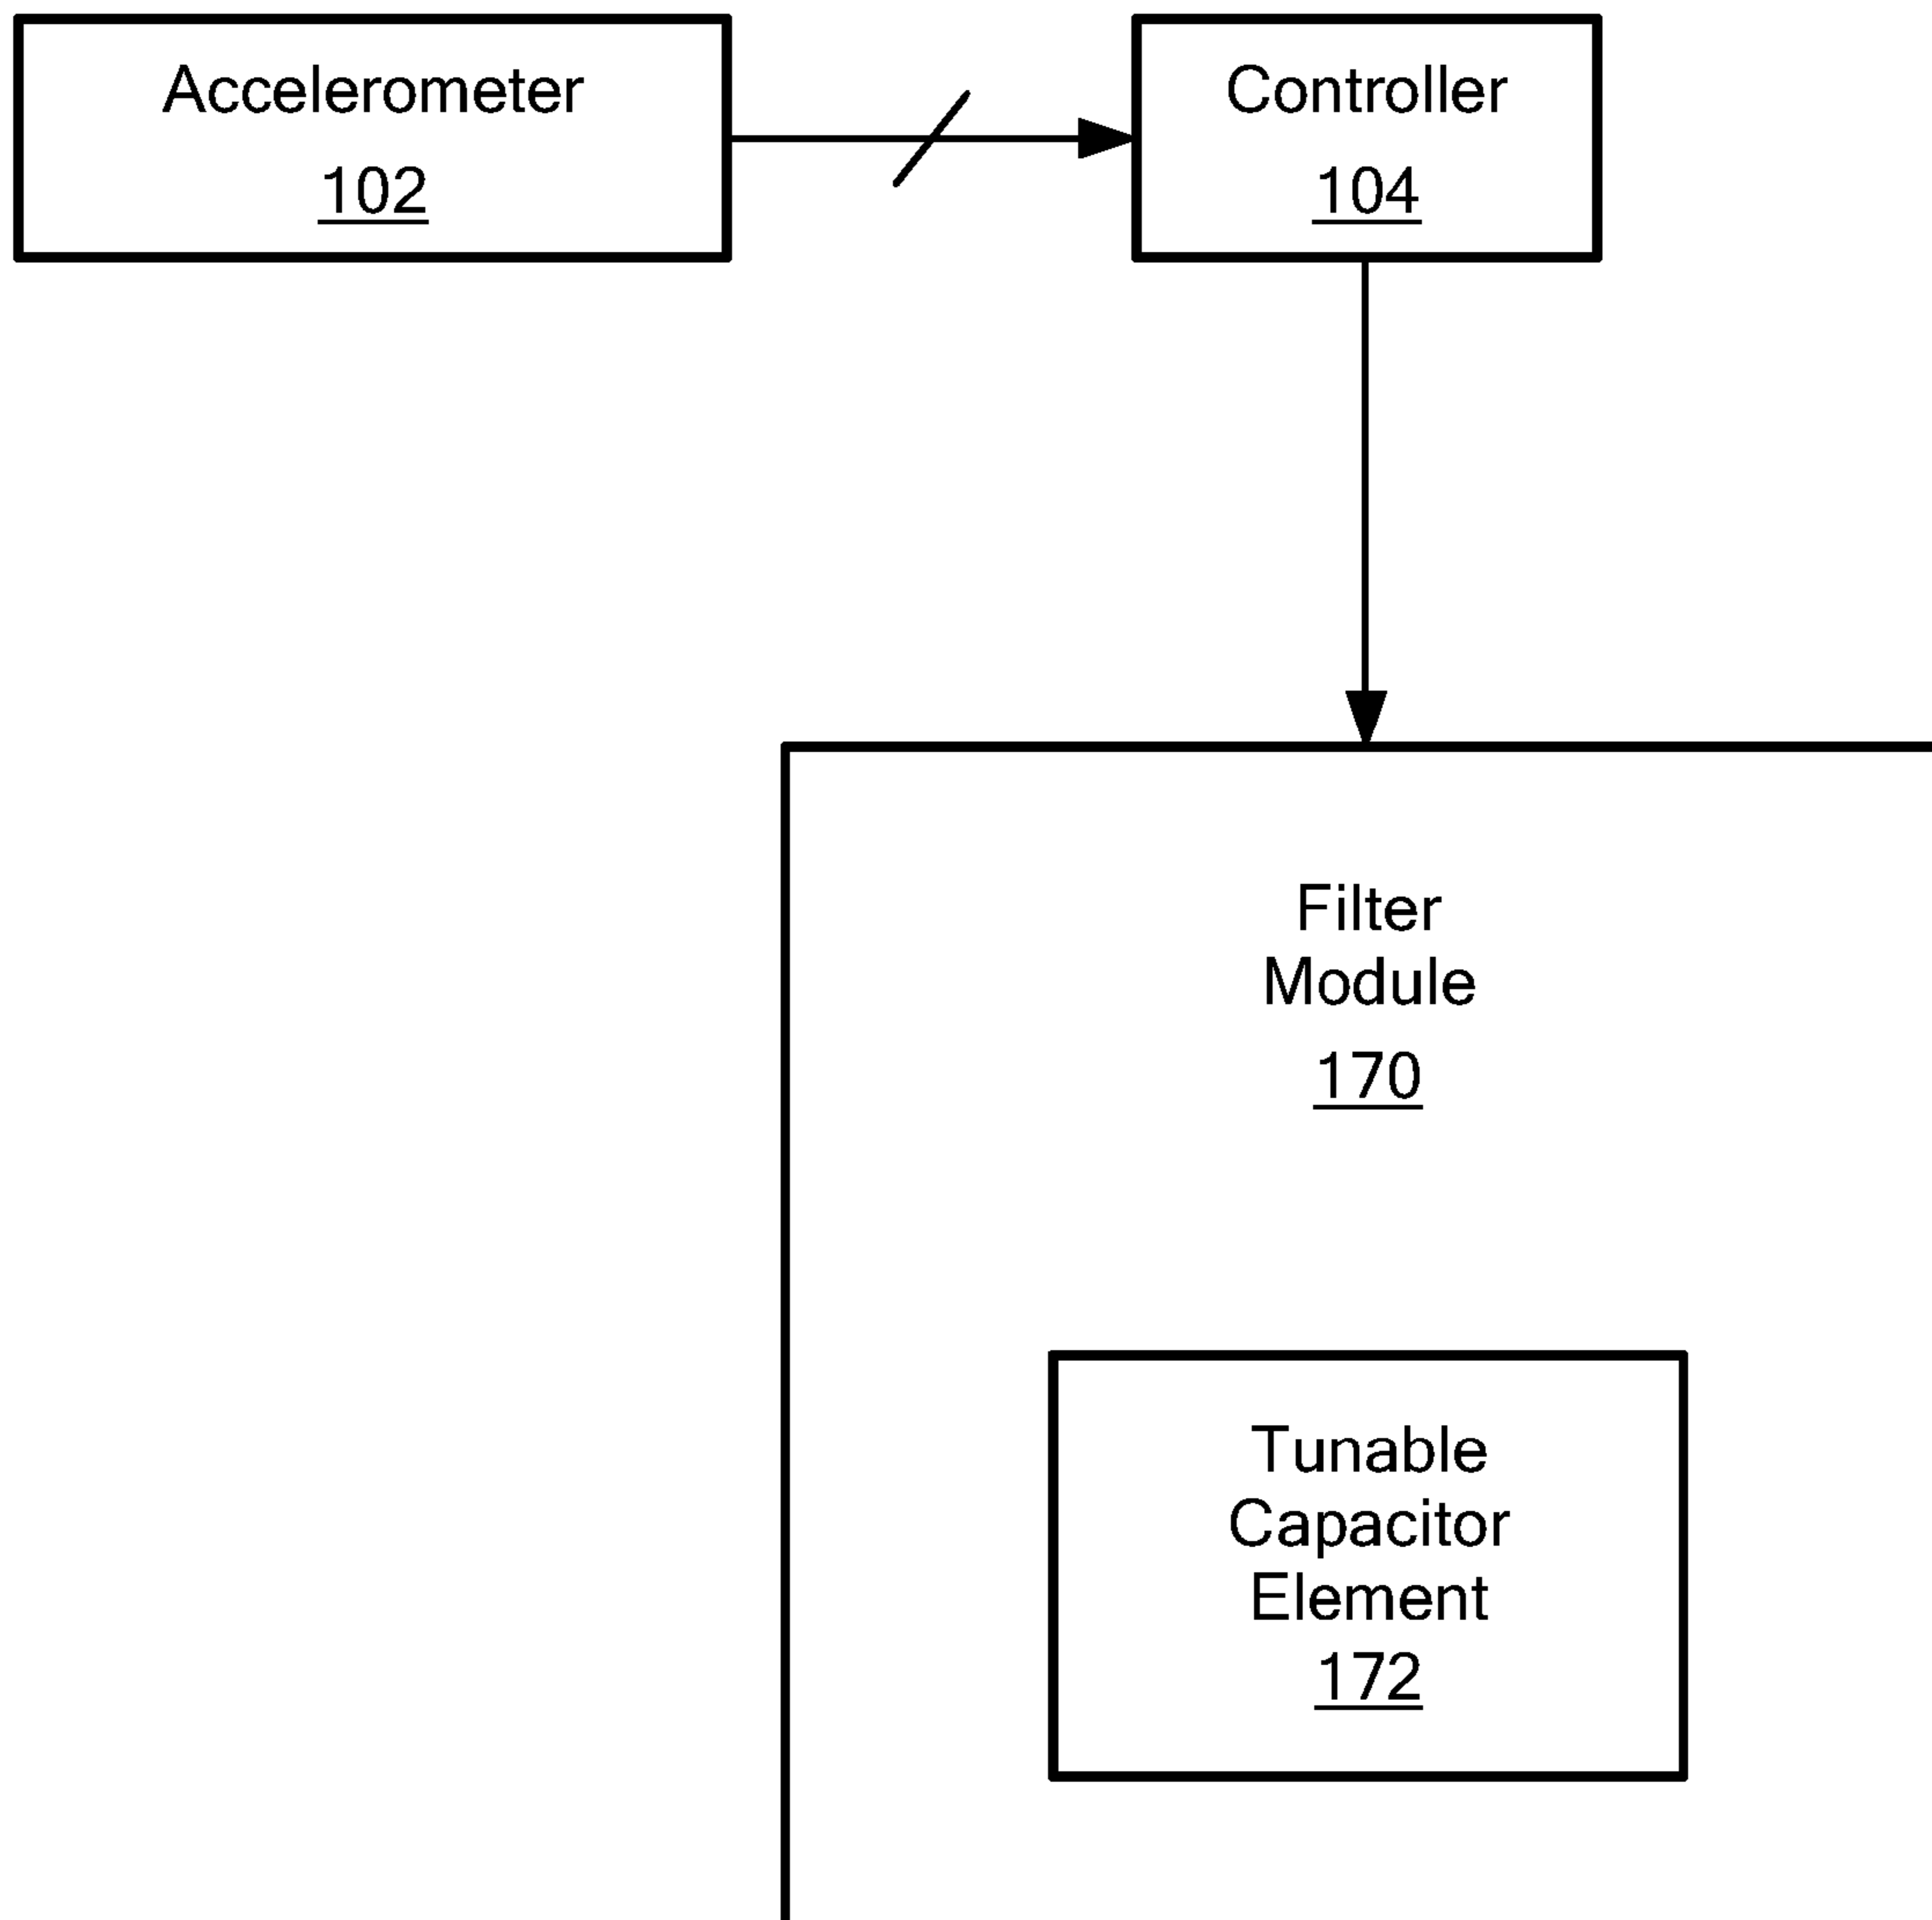 Accelerometer
102
Controller
104
Filter
Module
170
Tunable
Capacitor
Element
172